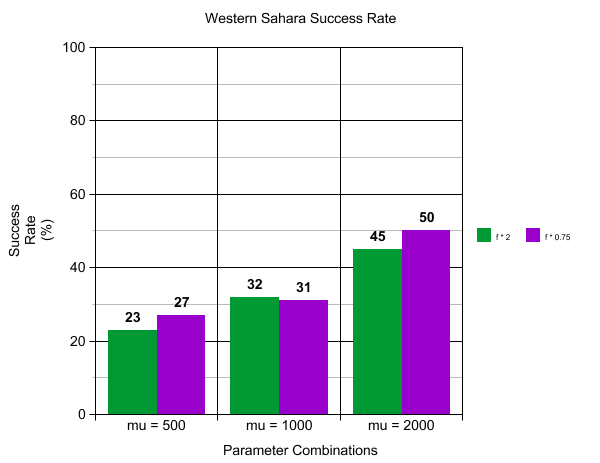 Western Sahara Success Rate
100
80
60
40
20
0
Success
Rate
(%)
23
27
32
31
45
50
mu = 500
mu = 1000
mu = 2000
Parameter Combinations
f * 2
f * 0.75